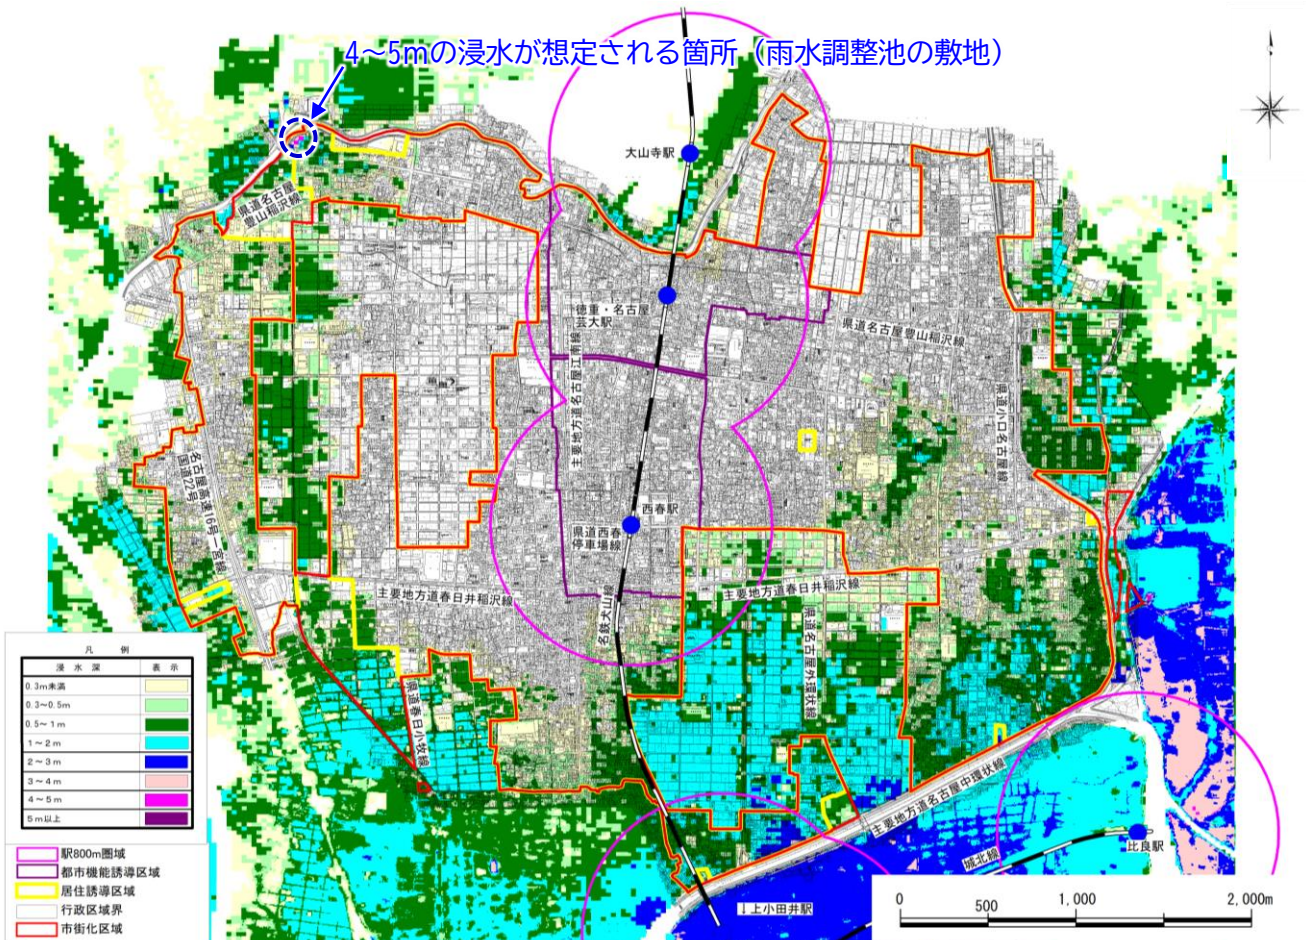 4～5mの浸水が想定される箇所（雨水調整池の敷地）
大山寺駅
県道名古屋
豊山稲沢線
徳重・名古屋
芸大駅
主要地方道名古屋江南線
県道名古屋豊山稲沢線
県道小口名古屋線
名古屋高速16号一宮線
国道22号
西春駅
県道西春
停車場線
主要地方道春日井稲沢線
主要地方道春日井稲沢線
名鉄犬山線
県道名古屋外環状線
県道春日小牧線
主要地方道名古屋中環状線
城北線
比良駅
↓上小田井駅
凡 例
浸 水 深 表 示
0.3m未満
0.3～0.5m
0.5～1m
1～2m
2～3m
3～4m
4～5m
5m以上
駅800m圏域
都市機能誘導区域
居住誘導区域
行政区域界
市街化区域
0 500 1,000 2,000m